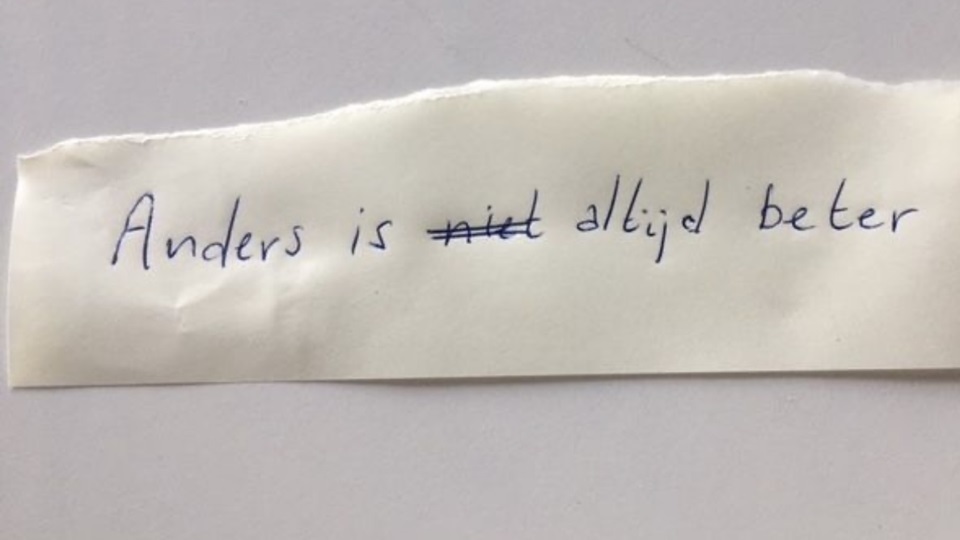 Anders is niet altijd beter